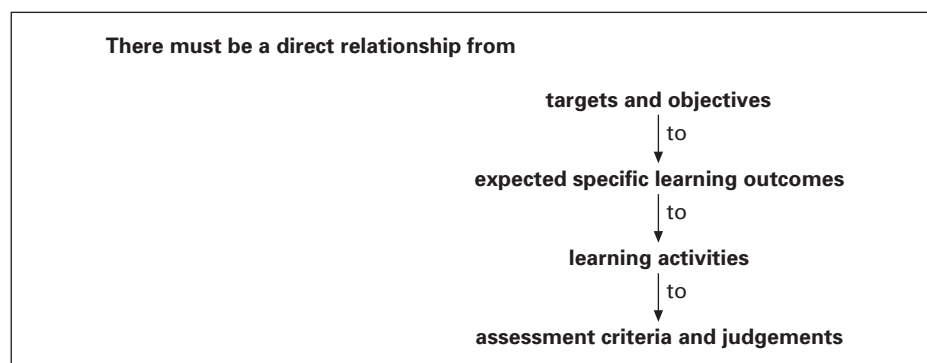 There must be a direct relationship from
targets and objectives
to
expected specific learning outcomes
to
learning activities
to
assessment criteria and judgements